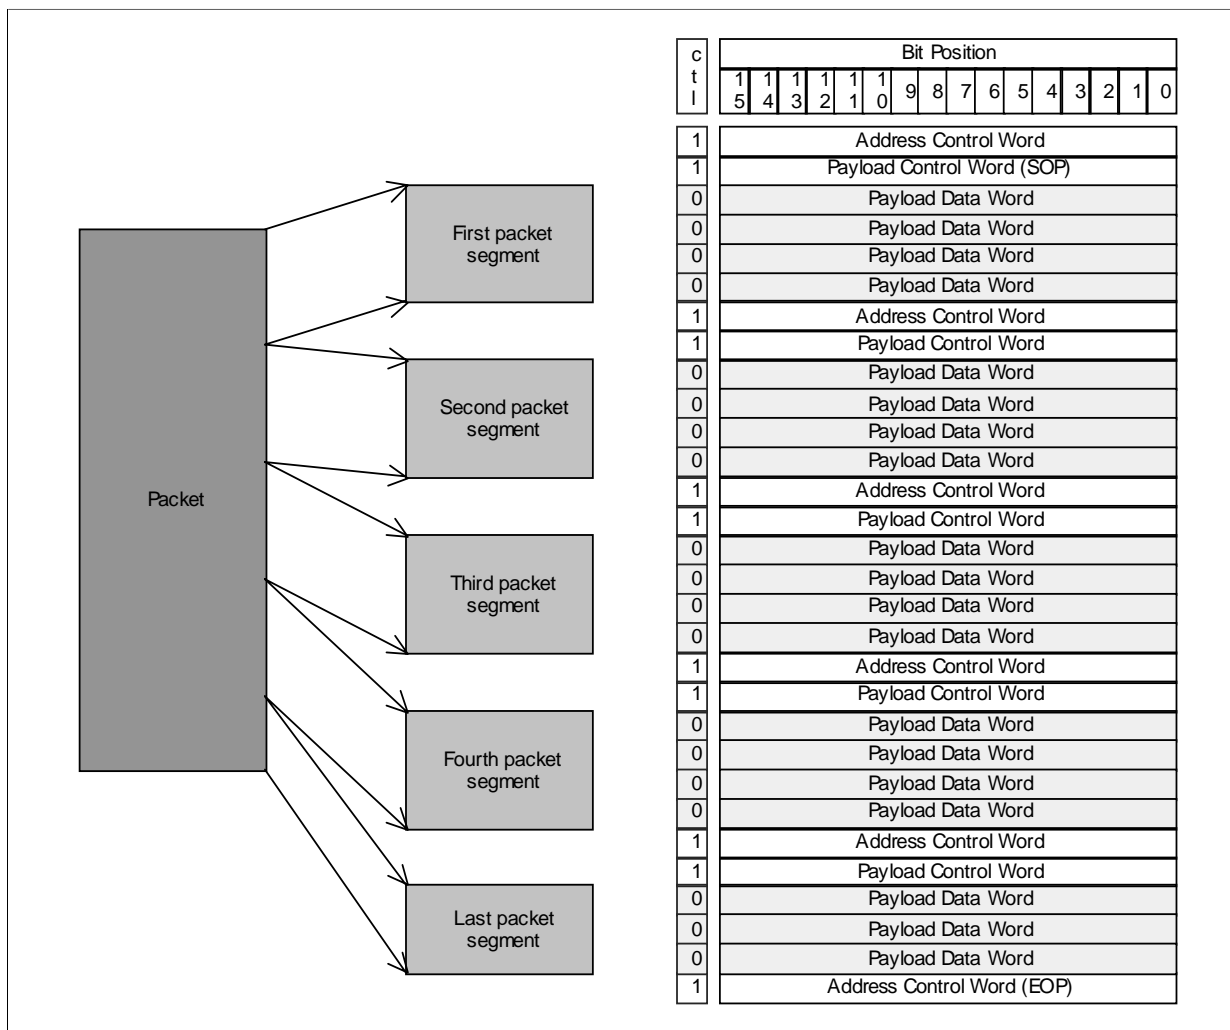 Packet
First packet
segment
Second packet
segment
Third packet
segment
Fourth packet
segment
Last packet
segment
ctl
Bit Position
15 14 13 12 11 10 9 8 7 6 5 4 3 2 1 0
1 Address Control Word
1 Payload Control Word (SOP)
0 Payload Data Word
0 Payload Data Word
0 Payload Data Word
0 Payload Data Word
1 Address Control Word
1 Payload Control Word
0 Payload Data Word
0 Payload Data Word
0 Payload Data Word
0 Payload Data Word
1 Address Control Word
1 Payload Control Word
0 Payload Data Word
0 Payload Data Word
0 Payload Data Word
0 Payload Data Word
1 Address Control Word
1 Payload Control Word
0 Payload Data Word
0 Payload Data Word
0 Payload Data Word
0 Payload Data Word
1 Address Control Word
1 Payload Control Word
0 Payload Data Word
0 Payload Data Word
0 Payload Data Word
1 Address Control Word (EOP)